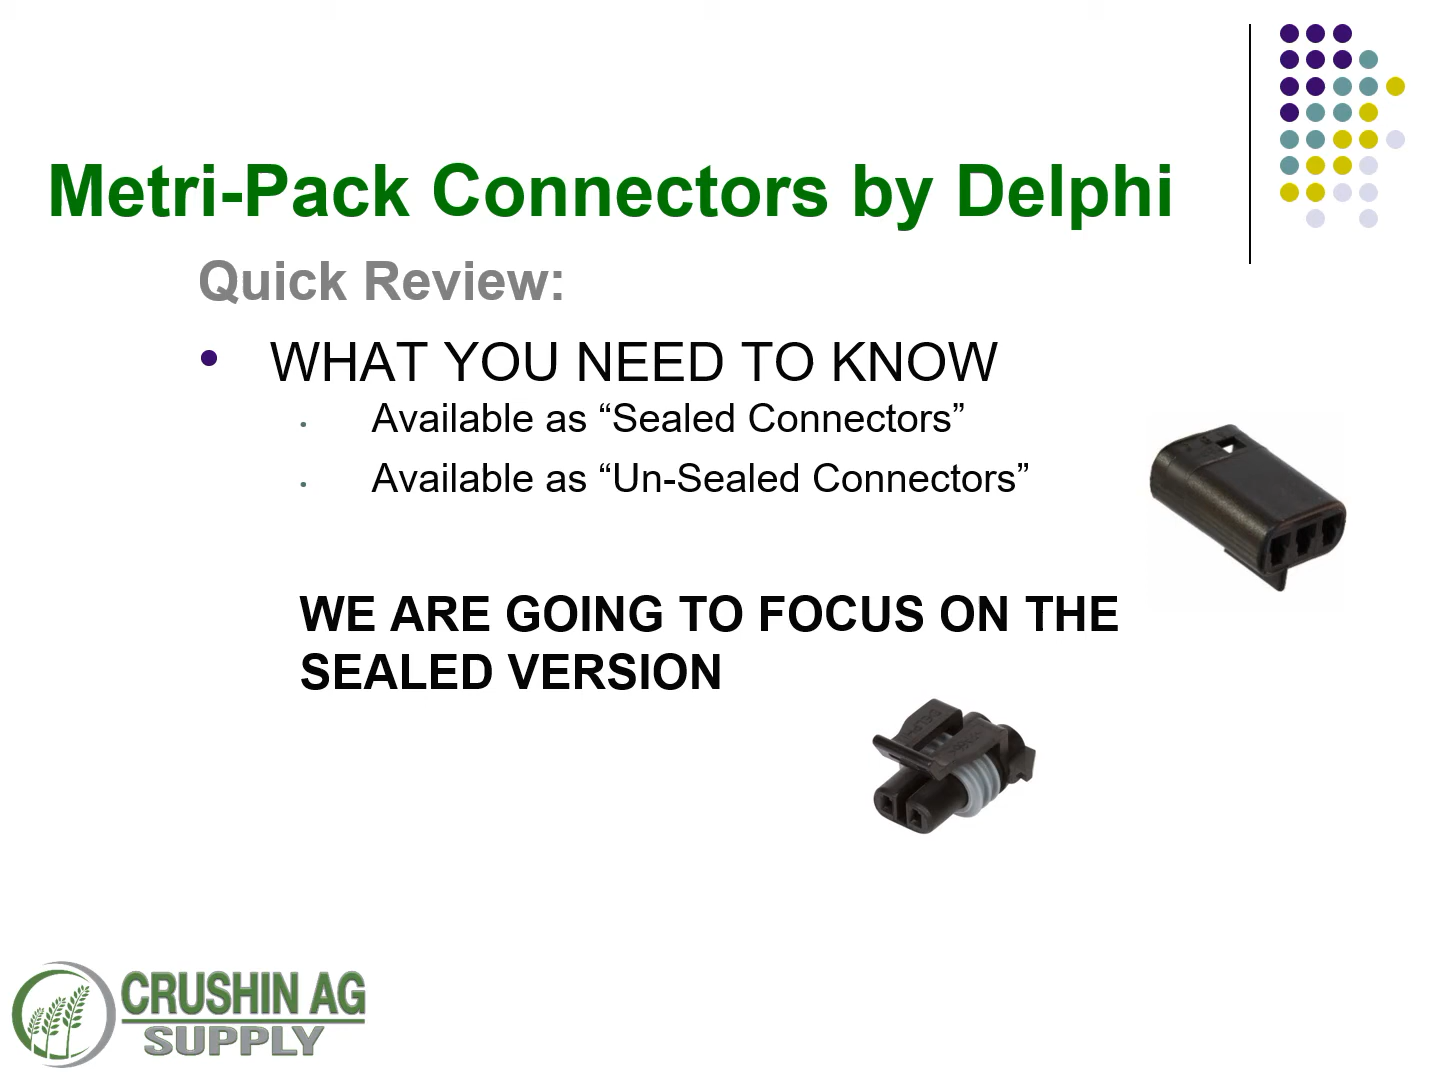 Metri-Pack Connectors by Delphi
Quick Review:
• WHAT YOU NEED TO KNOW
• Available as “Sealed Connectors”
• Available as “Un-Sealed Connectors”
WE ARE GOING TO FOCUS ON THE
SEALED VERSION
CRUSHIN AG
SUPPLY